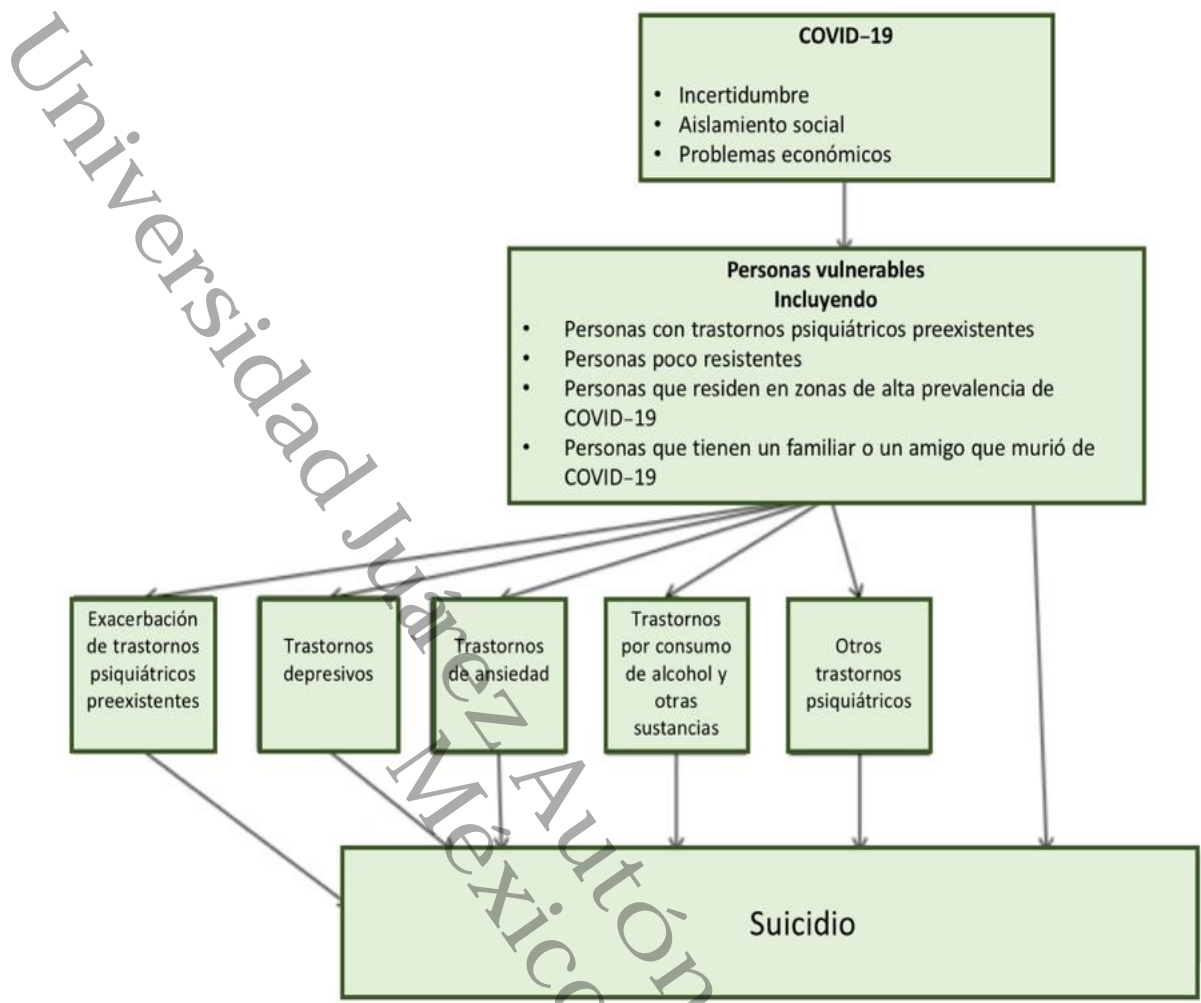 COVID-19
• Incertidumbre
• Aislamiento social
• Problemas económicos
Personas vulnerables
Incluyendo
• Personas con trastornos psiquiátricos preexistentes
• Personas poco resistentes
• Personas que residen en zonas de alta prevalencia de
COVID-19
• Personas que tienen un familiar o un amigo que murió de
COVID-19
Exacerbación
de trastornos
psiquiátricos
preexistentes
Trastornos
depresivos
Trastornos
de ansiedad
Trastornos
por consumo
de alcohol y
otras
sustancias
Otros
trastornos
psiquiátricos
Suicidio
Universidad Juárez Autón
México